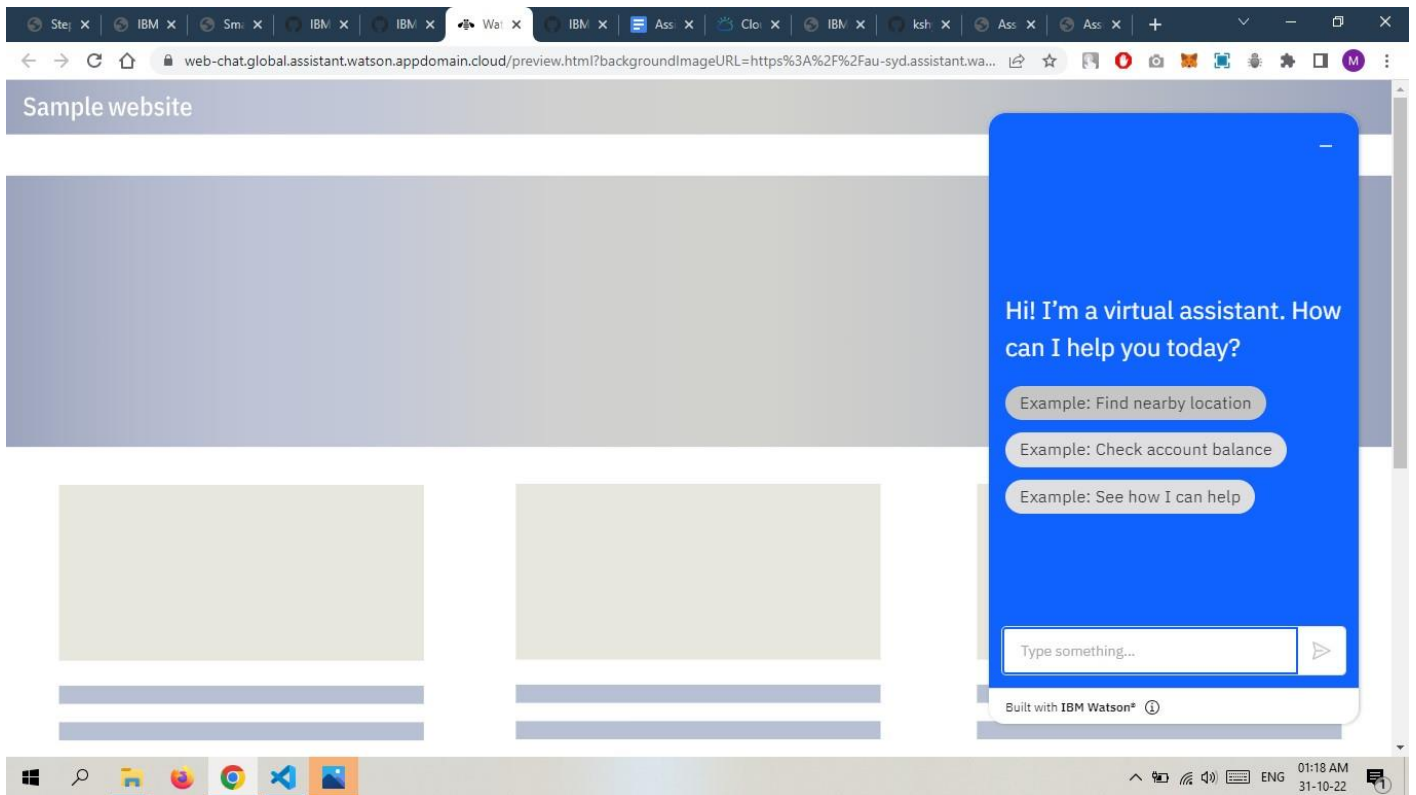 Ste
IBM
Sm
IBM
IBM
Wat
IBM
Ass
Clo
IBM
ksh
Ass
Ass
web-chat.global.assistant.watson.appdomain.cloud/preview.html?backgroundImageURL=https%3A%2F%2Fau-syd.assistant.wa...
M
Sample website
Hi! I'm a virtual assistant. How
can I help you today?
Example: Find nearby location
Example: Check account balance
Example: See how I can help
Type something...
Built with IBM Watson®
ENG
01:18 AM
31-10-22
1